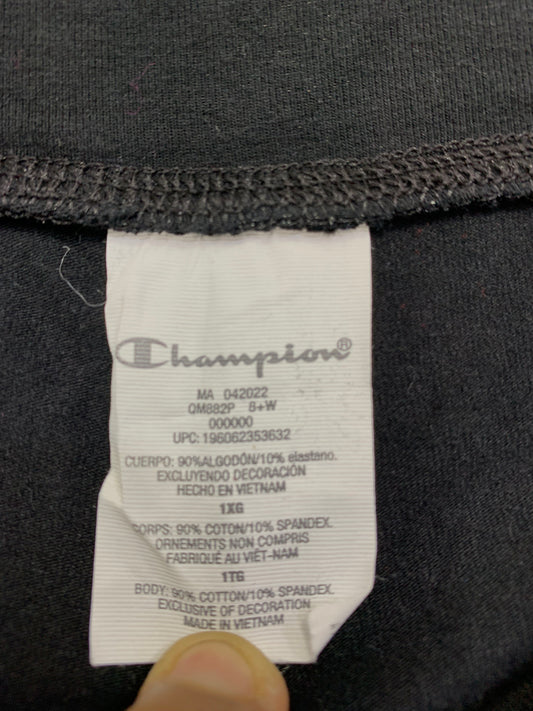 Champion®
MA 042022
QM882P 8+W
000000
UPC: 196062353632
CUERPO: 90%ALGODÓN/10% elastano.
EXCLUYENDO DECORACIÓN
HECHO EN VIETNAM
1XG
CORPS: 90% COTON/10% SPANDEX.
ORNEMENTS NON COMPRIS
FABRIQUÉ AU VIÊT-NAM
1TG
BODY: 90% COTTON/10% SPANDEX.
EXCLUSIVE OF DECORATION
MADE IN VIETNAM